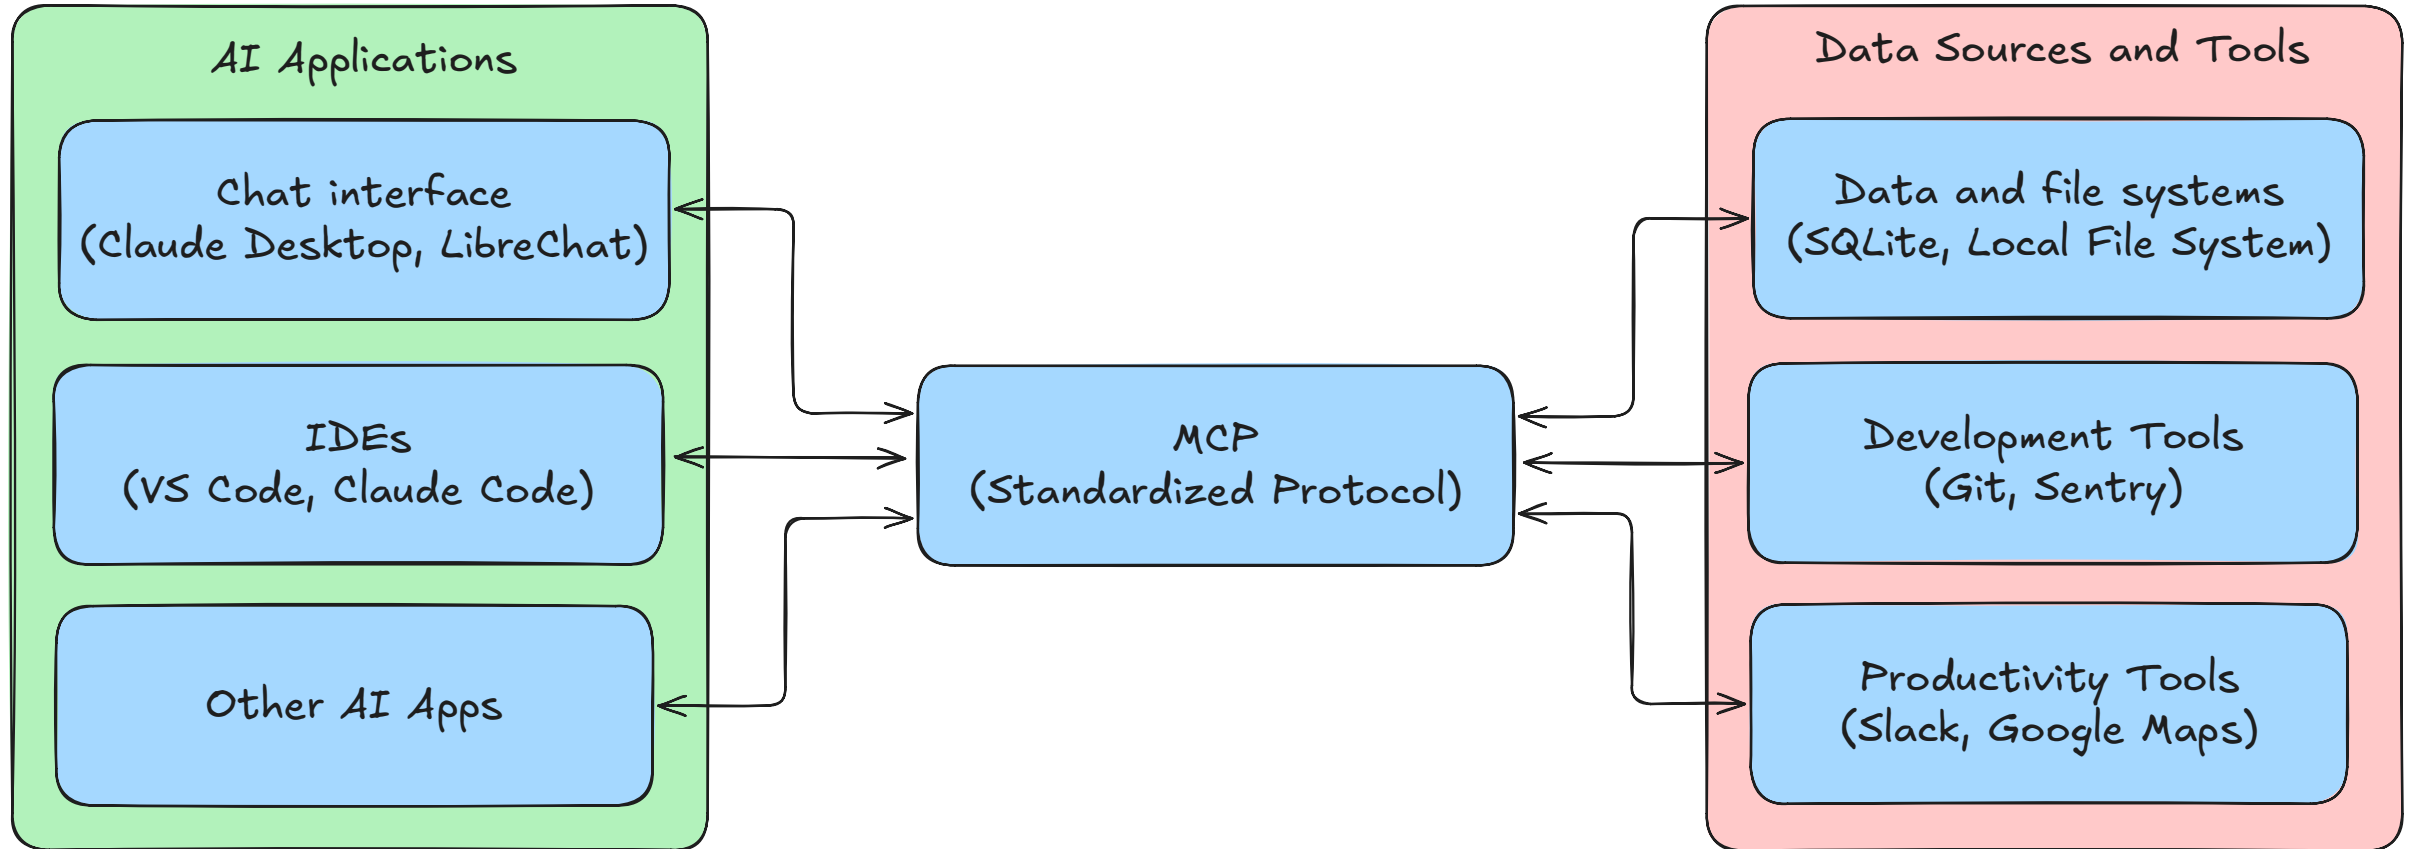 AI Applications
Chat interface
(Claude Desktop, LibreChat)
IDEs
(VS Code, Claude Code)
Other AI Apps
MCP
(Standardized Protocol)
Data Sources and Tools
Data and file systems
(SQLite, Local File System)
Development Tools
(Git, Sentry)
Productivity Tools
(Slack, Google Maps)